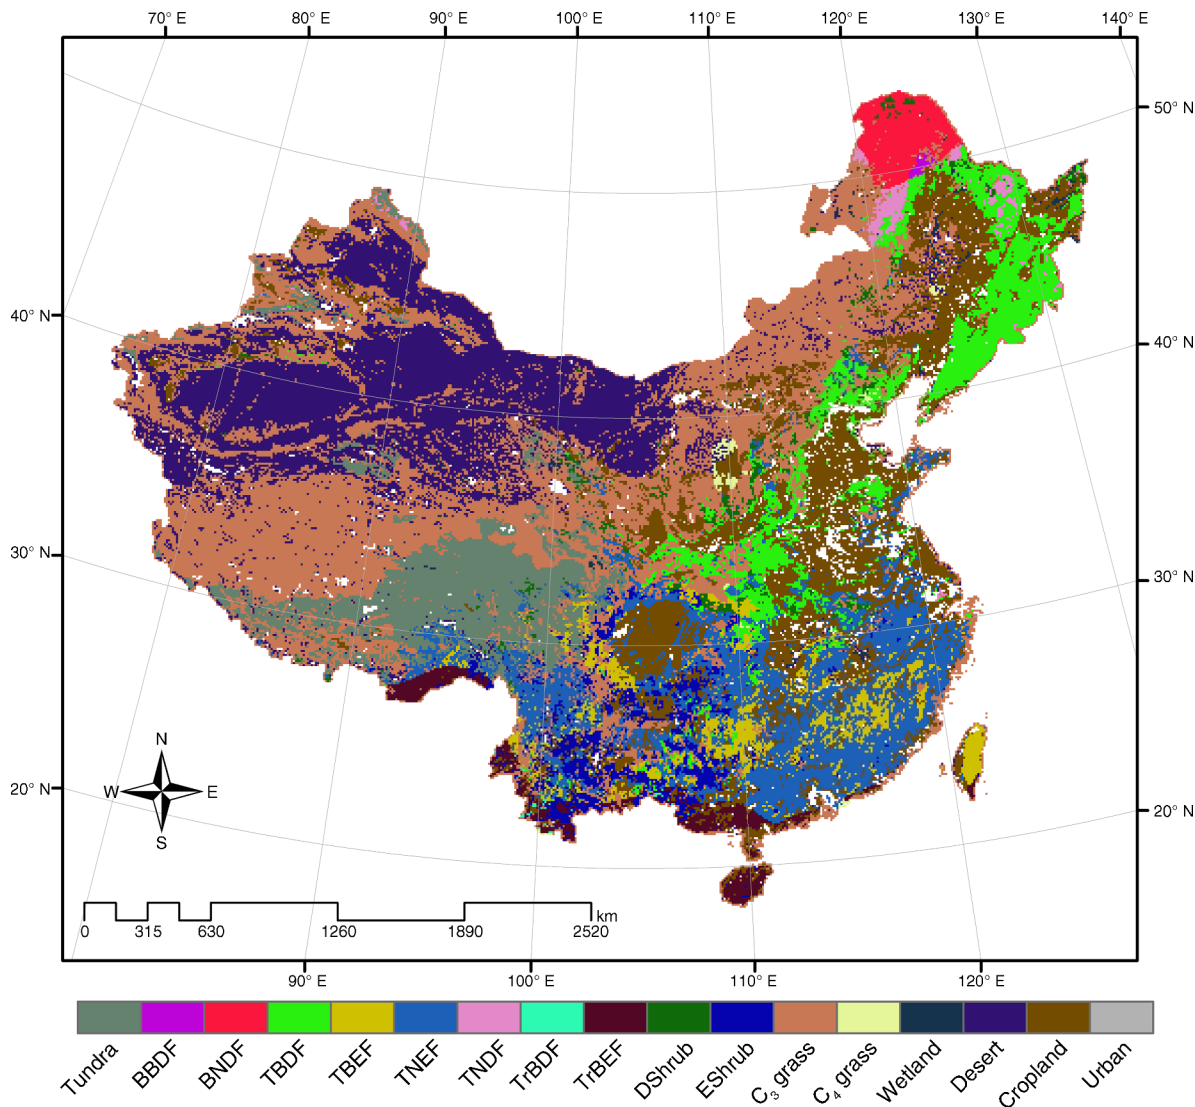 70° E 80° E 90° E 100° E 110° E 120° E 130° E 140° E
50° N
40° N
40° N
30° N
30° N
20° N
20° N
N
W E
S
km
0 315 630 1260 1890 2520
90° E 100° E 110° E 120° E
Tundra
BBDF
BNDF
TBDF
TBEF
TNEF
TNDF
TrBDF
TrBEF
DShrub
EShrub
C₃ grass
C₄ grass
Wetland
Desert
Cropland
Urban